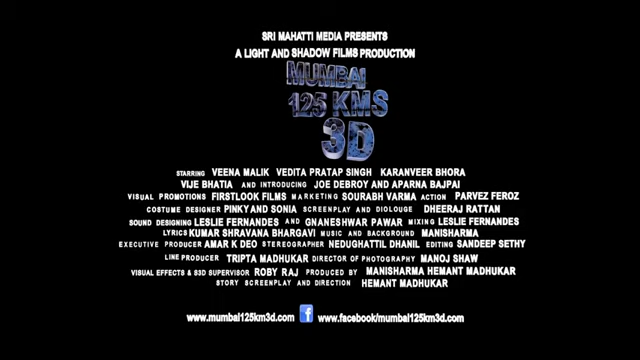 SRI MAHATTI MEDIA PRESENTS
A LIGHT AND SHADOW FILMS PRODUCTION
MUMBAI
125 KMS
3D
STARRING VEENA MALIK VEDITA PRATAP SINGH KARANVEER BHORA
VIJE BHATIA AND INTRODUCING JOE DEBROY AND APARNA BAJPAI
VISUAL PROMOTIONS FIRSTLOOK FILMS MARKETING SOURABH VARMA ACTION PARVEZ FEROZ
COSTUME DESIGNER PINKY AND SONIA SCREENPLAY AND DIOLOUGE DHEERAJ RATTAN
SOUND DESIGNING LESLIE FERNANDES AND GNANESHWAR PAWAR MIXING LESLIE FERNANDES
LYRICS KUMAR SHRAVANA BHARGAVI MUSIC AND BACKGROUND MANISHARMA
EXECUTIVE PRODUCER AMAR K DEO STEREOGRAPHER NEDUGHATTIL DHANIL EDITING SANDEEP SETHY
LINE PRODUCER TRIPTA MADHUKAR DIRECTOR OF PHOTOGRAPHY MANOJ SHAW
VISUAL EFFECTS & S3D SUPERVISOR ROBY RAJ PRODUCED BY MANISHARMA HEMANT MADHUKAR
STORY SCREENPLAY AND DIRECTION HEMANT MADHUKAR
www.mumbai125km3d.com f www.facebook/mumbai125km3d.com